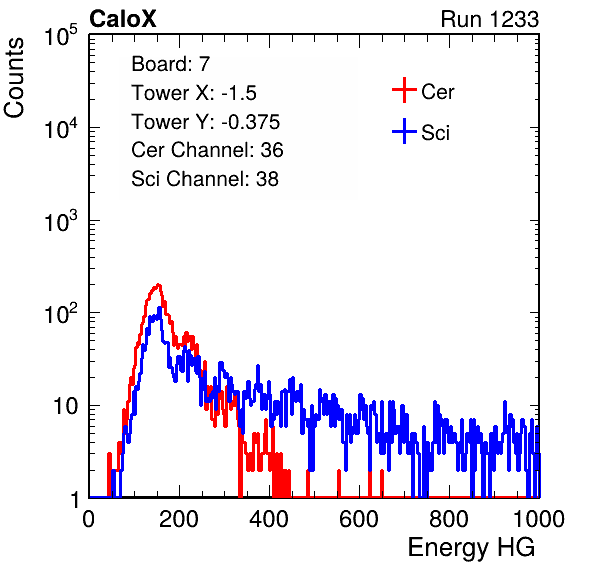 CaloX Run 1233
Counts
Board: 7
Tower X: -1.5
Tower Y: -0.375
Cer Channel: 36
Sci Channel: 38
Cer
Sci
10^5
10^4
10^3
10^2
10
1
0 200 400 600 800 1000
Energy HG